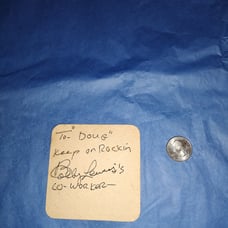 To- "Doug"
Keep on Rockin
Bobby Lewis's
CO-WORKER-